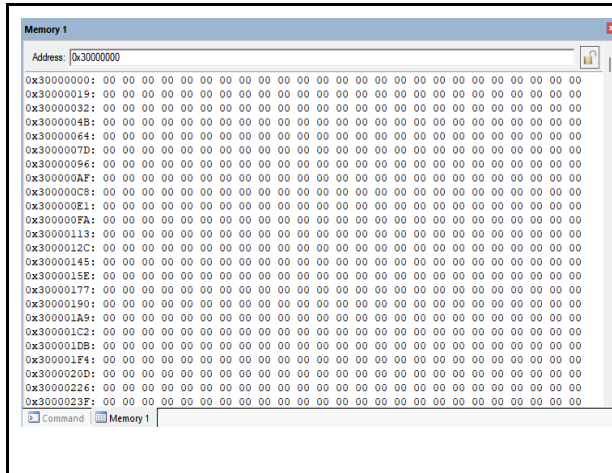 Memory 1
Address: 0x30000000
0x30000000: 00 00 00 00 00 00 00 00 00 00 00 00 00 00 00 00 00 00 00 00 00 00 00 00 00
0x30000019: 00 00 00 00 00 00 00 00 00 00 00 00 00 00 00 00 00 00 00 00 00 00 00 00 00
0x30000032: 00 00 00 00 00 00 00 00 00 00 00 00 00 00 00 00 00 00 00 00 00 00 00 00 00
0x3000004B: 00 00 00 00 00 00 00 00 00 00 00 00 00 00 00 00 00 00 00 00 00 00 00 00 00
0x30000064: 00 00 00 00 00 00 00 00 00 00 00 00 00 00 00 00 00 00 00 00 00 00 00 00 00
0x3000007D: 00 00 00 00 00 00 00 00 00 00 00 00 00 00 00 00 00 00 00 00 00 00 00 00 00
0x30000096: 00 00 00 00 00 00 00 00 00 00 00 00 00 00 00 00 00 00 00 00 00 00 00 00 00
0x300000AF: 00 00 00 00 00 00 00 00 00 00 00 00 00 00 00 00 00 00 00 00 00 00 00 00 00
0x300000C8: 00 00 00 00 00 00 00 00 00 00 00 00 00 00 00 00 00 00 00 00 00 00 00 00 00
0x300000E1: 00 00 00 00 00 00 00 00 00 00 00 00 00 00 00 00 00 00 00 00 00 00 00 00 00
0x300000FA: 00 00 00 00 00 00 00 00 00 00 00 00 00 00 00 00 00 00 00 00 00 00 00 00 00
0x30000113: 00 00 00 00 00 00 00 00 00 00 00 00 00 00 00 00 00 00 00 00 00 00 00 00 00
0x3000012C: 00 00 00 00 00 00 00 00 00 00 00 00 00 00 00 00 00 00 00 00 00 00 00 00 00
0x30000145: 00 00 00 00 00 00 00 00 00 00 00 00 00 00 00 00 00 00 00 00 00 00 00 00 00
0x3000015E: 00 00 00 00 00 00 00 00 00 00 00 00 00 00 00 00 00 00 00 00 00 00 00 00 00
0x30000177: 00 00 00 00 00 00 00 00 00 00 00 00 00 00 00 00 00 00 00 00 00 00 00 00 00
0x30000190: 00 00 00 00 00 00 00 00 00 00 00 00 00 00 00 00 00 00 00 00 00 00 00 00 00
0x300001A9: 00 00 00 00 00 00 00 00 00 00 00 00 00 00 00 00 00 00 00 00 00 00 00 00 00
0x300001C2: 00 00 00 00 00 00 00 00 00 00 00 00 00 00 00 00 00 00 00 00 00 00 00 00 00
0x300001DB: 00 00 00 00 00 00 00 00 00 00 00 00 00 00 00 00 00 00 00 00 00 00 00 00 00
0x300001F4: 00 00 00 00 00 00 00 00 00 00 00 00 00 00 00 00 00 00 00 00 00 00 00 00 00
0x3000020D: 00 00 00 00 00 00 00 00 00 00 00 00 00 00 00 00 00 00 00 00 00 00 00 00 00
0x30000226: 00 00 00 00 00 00 00 00 00 00 00 00 00 00 00 00 00 00 00 00 00 00 00 00 00
0x3000023F: 00 00 00 00 00 00 00 00 00 00 00 00 00 00 00 00 00 00 00 00 00 00 00 00 00
Command Memory 1